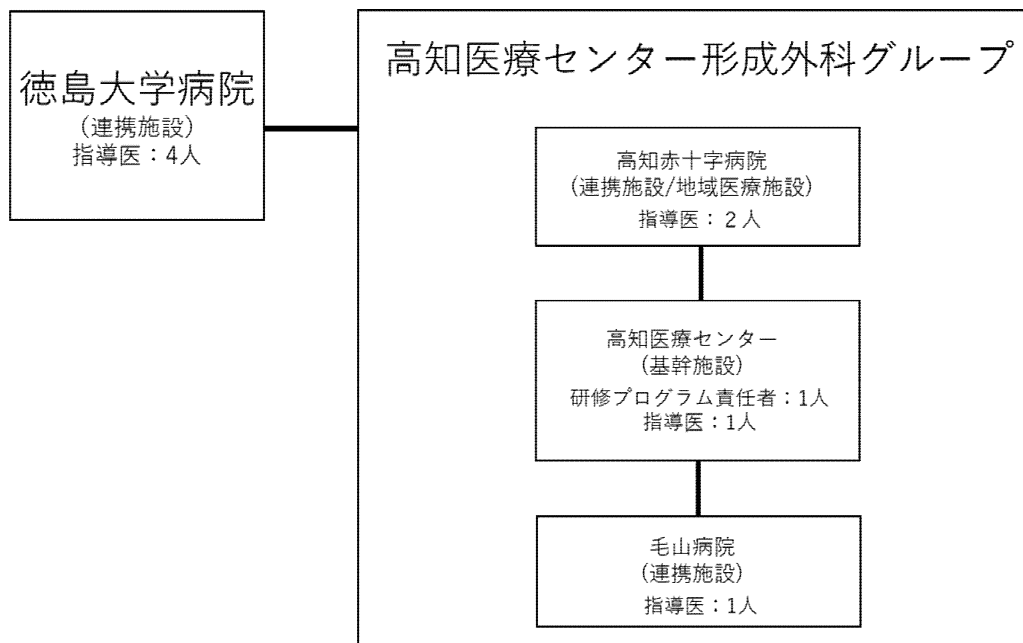 徳島大学病院
(連携施設)
指導医：4人
高知医療センター形成外科グループ
高知赤十字病院
(連携施設/地域医療施設)
指導医：２人
高知医療センター
(基幹施設)
研修プログラム責任者：1人
指導医：1人
毛山病院
(連携施設)
指導医：1人